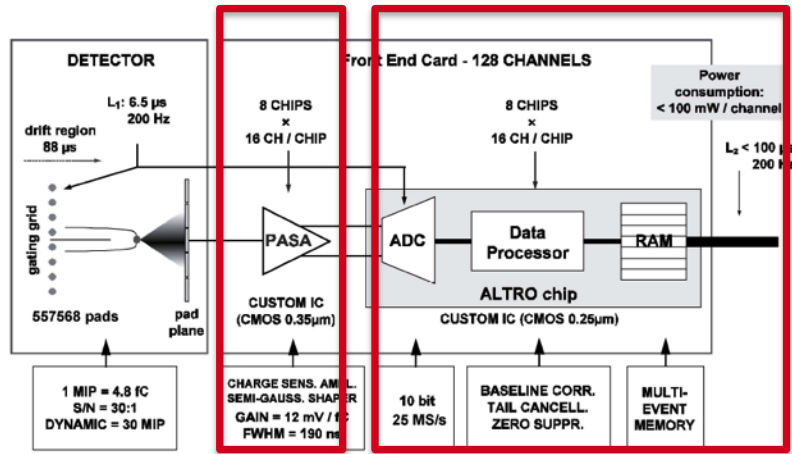 DETECTOR
Front End Card - 128 CHANNELS
Power
consumption:
< 100 mW / channel
L₁: 6.5 µs
200 Hz
drift region
88 µs
8 CHIPS
×
16 CH / CHIP
8 CHIPS
×
16 CH / CHIP
L₂ < 100 µs
200 Hz
gating grid
PASA
ADC
Data
Processor
RAM
ALTRO chip
557568 pads
pad
plane
CUSTOM IC
(CMOS 0.35µm)
CUSTOM IC (CMOS 0.25µm)
1 MIP = 4.8 fC
S/N = 30:1
DYNAMIC = 30 MIP
CHARGE SENS. AMPL.
SEMI-GAUSS. SHAPER
GAIN = 12 mV / fC
FWHM = 190 ns
10 bit
25 MS/s
BASELINE CORR.
TAIL CANCELL.
ZERO SUPPR.
MULTI-
EVENT
MEMORY